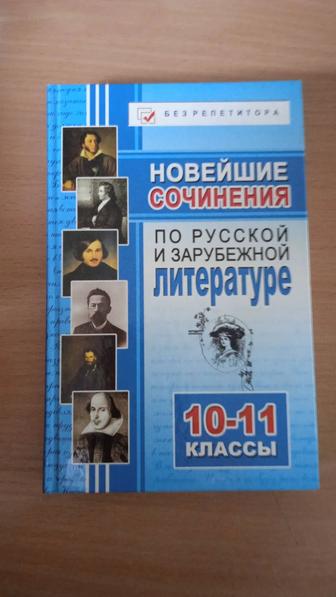 БЕЗ РЕПЕТИТОРА
НОВЕЙШИЕ
СОЧИНЕНИЯ
ПО РУССКОЙ
И ЗАРУБЕЖНОЙ
литературе
10-11
КЛАССЫ